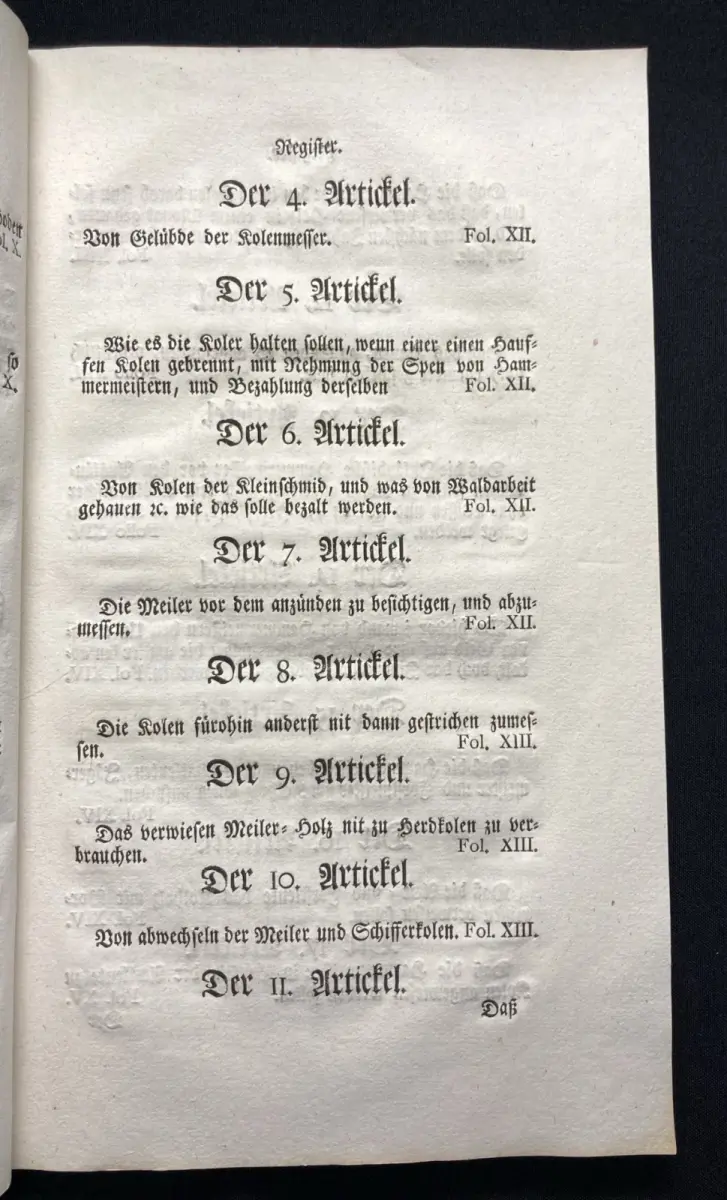 Register.
Der 4. Artickel.
Von Gelübde der Kolenmesser. Fol. XII.
Der 5. Artickel.
Wie es die Koler halten sollen, wenn einer einen Hauf-
fen Kolen gebrennt, mit Nehmung der Spen von Ham-
mermeistern, und Bezahlung derselben Fol. XII.
Der 6. Artickel.
Von Kolen der Kleinschmid, und was von Waldarbeit
gehauen ꝛc. wie das solle bezalt werden. Fol. XII.
Der 7. Artickel.
Die Meiler vor dem anzünden zu besichtigen, und abzu-
messen. Fol. XII.
Der 8. Artickel.
Die Kolen fürohin anderst nit dann gestrichen zumes-
sen. Fol. XIII.
Der 9. Artickel.
Das verwiesen Meiler-Holz nit zu Herdkolen zu ver-
brauchen. Fol. XIII.
Der 10. Artickel.
Von abwechseln der Meiler und Schifferkolen. Fol. XIII.
Der 11. Artickel.
Daß